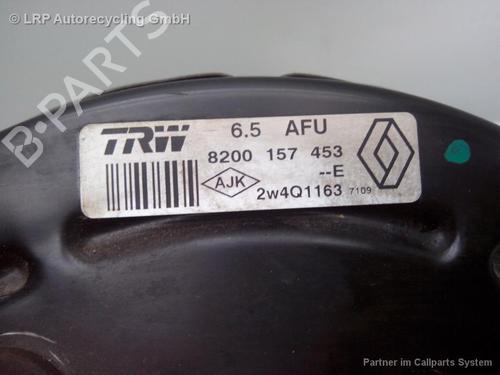 © LRP Autorecycling GmbH
B-PARTS
TRW 6.5 AFU
8200 157 453
--E
AJK 2w4Q1163 7109
Partner im Callparts System